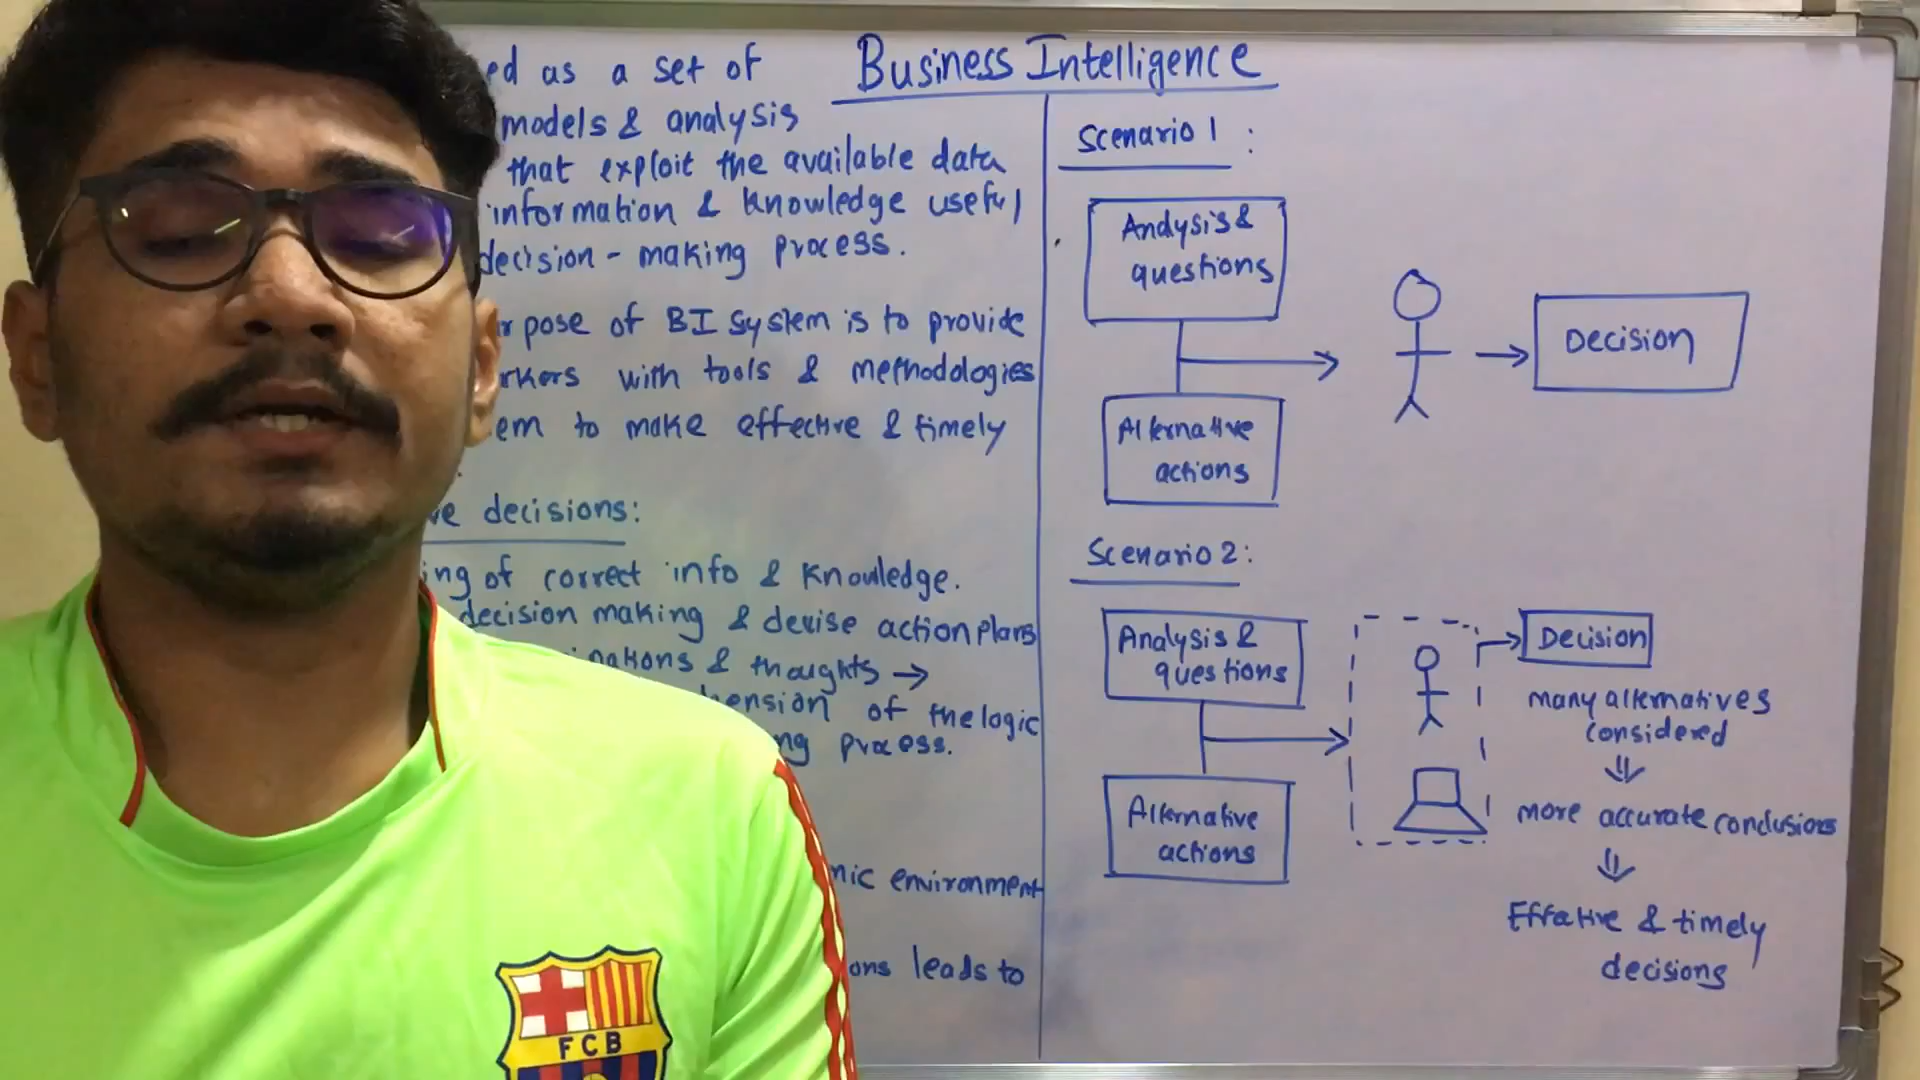 Business Intelligence
ed as a set of
models & analysis
that exploit the available data
information & knowledge useful
decision - making process.
rpose of BI system is to provide
rkers with tools & methodologies
em to make effective & timely
ve decisions:
ing of correct info & knowledge.
decision making & devise action plans
inations & thoughts →
ension of the logic
ng process.
mic environment
ons leads to
Scenario 1 :
Analysis &
questions
Alternative
actions
Decision
Scenario 2:
Analysis &
questions
Alternative
actions
Decision
many alternatives
considered
⇓
more accurate conclusions
⇓
Effective & timely
decisions
FCB